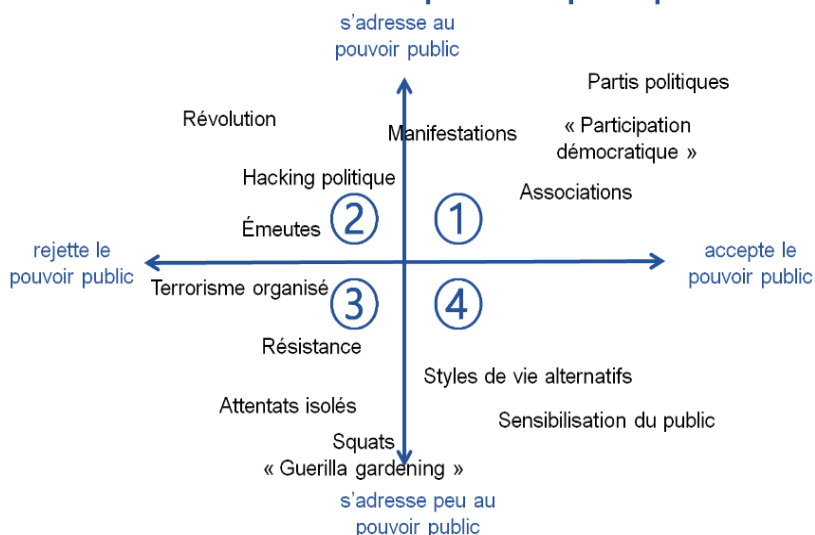 s'adresse au
pouvoir public
Partis politiques
Révolution
Manifestations
« Participation
démocratique »
Hacking politique
Associations
Émeutes
2
1
rejette le
pouvoir public
accepte le
pouvoir public
Terrorisme organisé
3
4
Résistance
Styles de vie alternatifs
Attentats isolés
Sensibilisation du public
Squats
« Guerilla gardening »
s'adresse peu au
pouvoir public